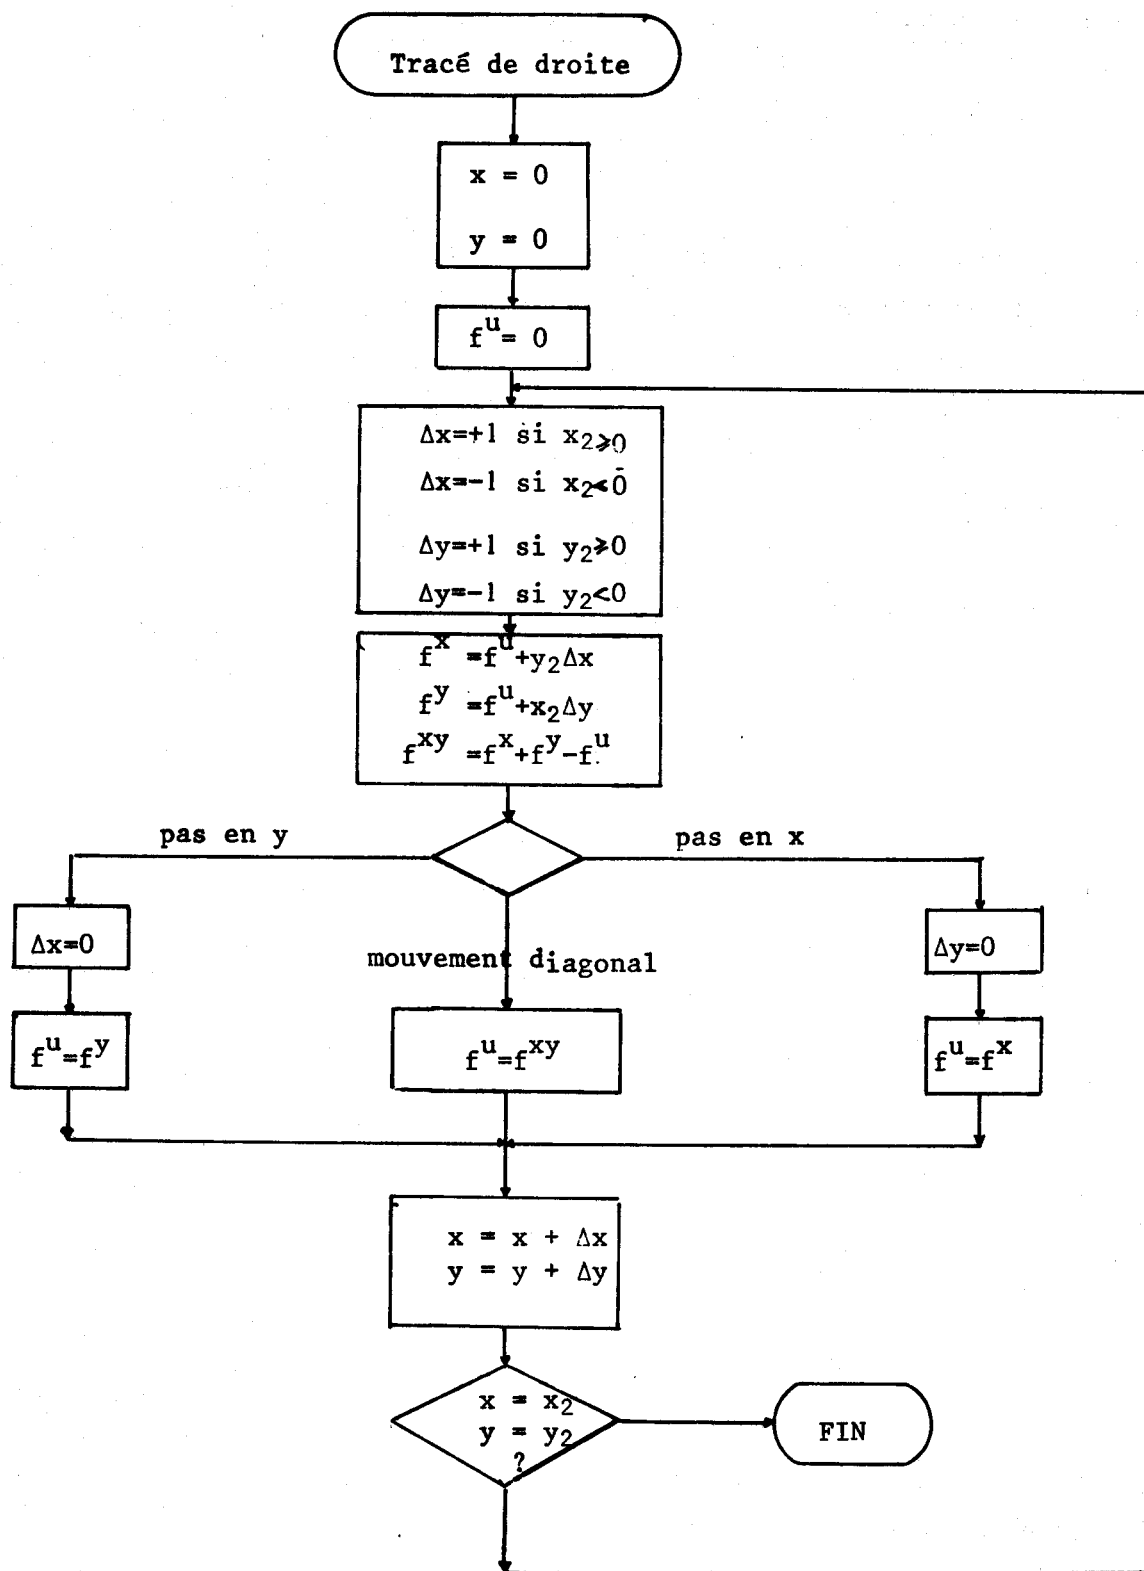 Tracé de droite
x = 0
y = 0
f^u = 0
Δx=+1 si x₂⩾0
Δx=-1 si x₂<0
Δy=+1 si y₂⩾0
Δy=-1 si y₂<0
f^x =f^u+y₂Δx
f^y =f^u+x₂Δy
f^xy =f^x+f^y-f^u
pas en y
pas en x
Δx=0
mouvement diagonal
Δy=0
f^u=f^y
f^u=f^xy
f^u=f^x
x = x + Δx
y = y + Δy
x = x₂
y = y₂
?
FIN